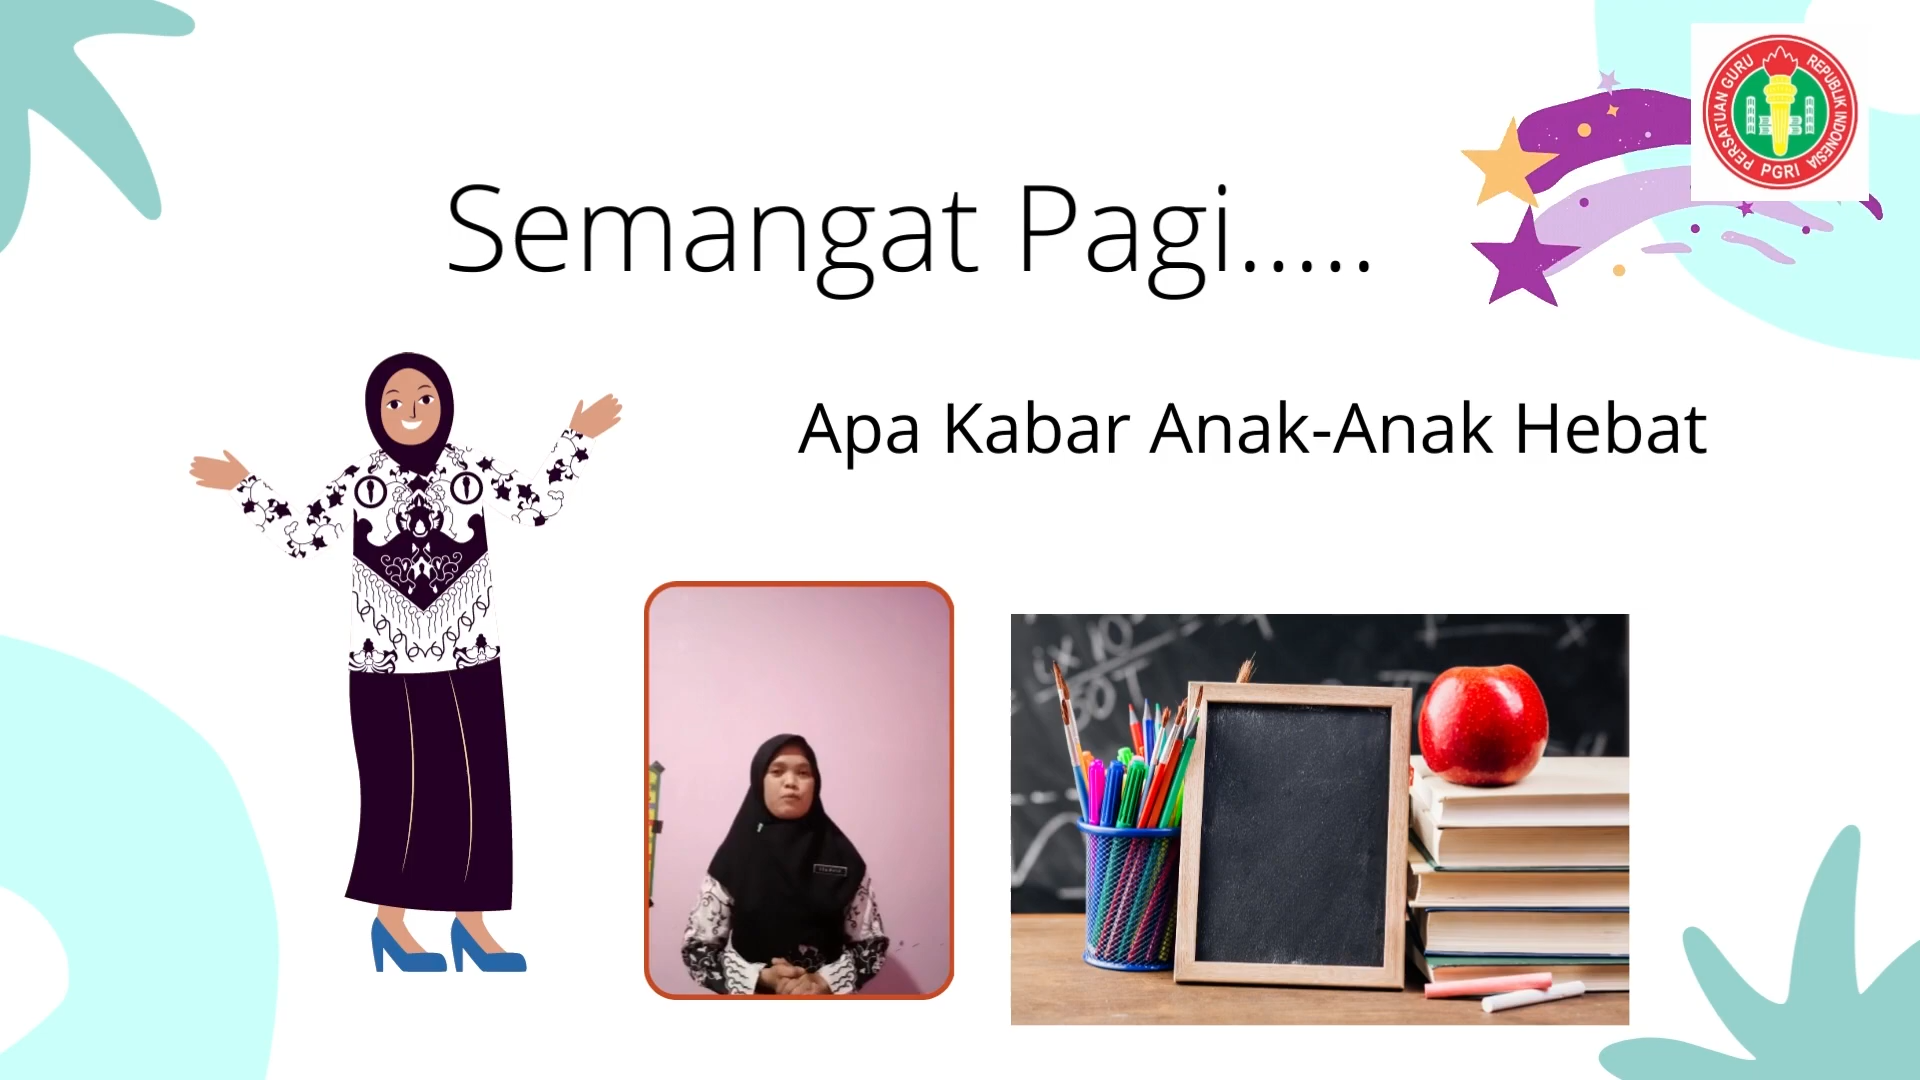 PERSATUAN GURU REPUBLIK INDONESIA
PGRI
Semangat Pagi.....
Apa Kabar Anak-Anak Hebat